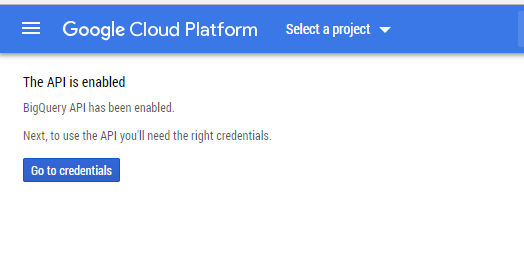 Google Cloud Platform Select a project
The API is enabled
BigQuery API has been enabled.
Next, to use the API you'll need the right credentials.
Go to credentials